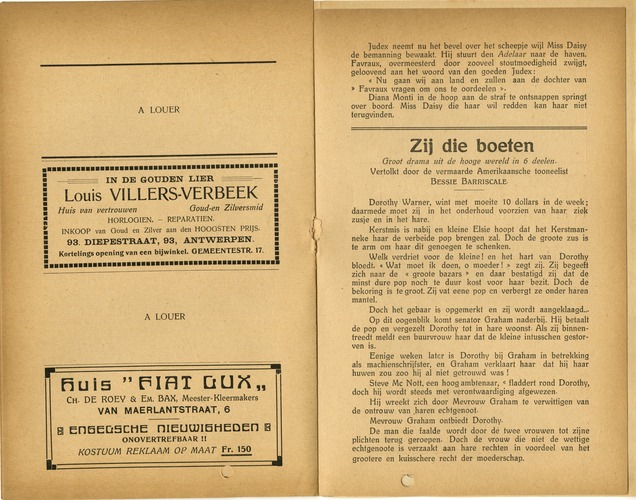 A LOUER
IN DE GOUDEN LIER
Louis VILLERS-VERBEEK
Huis van vertrouwen Goud-en Zilversmid
HORLOGIEN. – REPARATIEN.
INKOOP van Goud en Zilver aan den HOOGSTEN PRIJS.
93. DIEPESTRAAT, 93, ANTWERPEN.
Kortelings opening van een bijwinkel. GEMEENTESTR. 17.
A LOUER
Huis " FIAT LUX „
CH. DE ROEY & EM. BAX, Meester-Kleermakers
VAN MAERLANTSTRAAT, 6
ENGELSCHE NIEUWIGHEDEN
ONOVERTREFBAAR !!
KOSTUUM REKLAAM OP MAAT Fr. 150
Judex neemt nu het bevel over het scheepje wijl Miss Daisy
de bemanning bewaakt. Hij stuurt den Adelaar naar de haven.
Favraux, overmeesterd door zooveel stoutmoedigheid zwijgt,
geloovend aan het woord van den goeden Judex :
« Nu gaan wij aan land en zullen aan de dochter van
» Favraux vragen om ons te oordeelen ».
Diana Monti in de hoop aan de straf te ontsnappen springt
over boord. Miss Daisy die haar wil redden kan haar niet
terugvinden.
Zij die boeten
Groot drama uit de hooge wereld in 6 deelen.
Vertolkt door de vermaarde Amerikaansche tooneelist
BESSIE BARRISCALE.
Dorothy Warner, wint met moeite 10 dollars in de week ;
daarmede moet zij in het onderhoud voorzien van haar ziek
zusje en in het hare.
Kerstmis is nabij en kleine Elsie hoopt dat het Kerstman-
neke haar de verbeide pop brengen zal. Doch de groote zus is
te arm om haar dit genoegen te schenken.
Welk verdriet voor de kleine ! en het hart van Dorothy
bloedt. « Wat moet ik doen, o moeder ! » zegt zij. Zij begeeft
zich naar de « groote bazars » en daar bestatigd zij dat de
minst dure pop noch te duur kost voor haar bezit. Doch de
bekoring is te groot. Zij vat eene pop en verbergt ze onder haren
mantel.
Doch het gebaar is opgemerkt en zij wordt aangeklaagd...
Op dit oogenblik komt senator Graham naderbij. Hij betaalt
de pop en vergezelt Dorothy tot in hare woonst. Als zij binnen-
treedt meldt een buurvrouw haar dat de kleine intusschen gestor-
ven is.
Eenige weken later is Dorothy bij Graham in betrekking
als machienschrijfster, en Graham verklaart haar dat hij haar
huwen zou zoo hij al niet getrouwd was !
Steve Mc Nott, een hoog ambtenaar, « fladdert rond Dorothy,
doch hij wordt steeds met verontwaardiging afgewezen.
Hij wreekt zich door Mevrouw Graham te verwittigen van
de ontrouw van haren echtgenoot.
Mevrouw Graham ontbiedt Dorothy.
De man die faalde wordt door de twee vrouwen tot zijne
plichten terug geroepen. Doch de vrouw die niet de wettige
echtgenoote is verzaakt aan hare rechten in voordeel van het
grootere en kuisschere recht der moederschap.